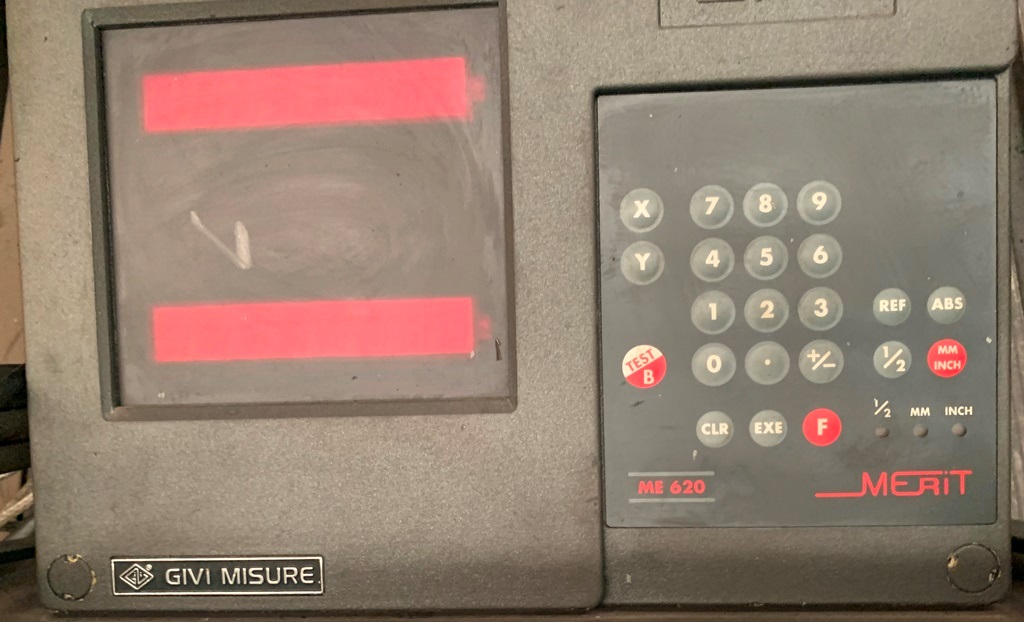 X 7 8 9
Y 4 5 6
1 2 3 REF ABS
TEST B 0 . +/- 1/2 MM INCH
CLR EXE F 1/2 MM INCH
ME 620 MERiT
GIVI MISURE